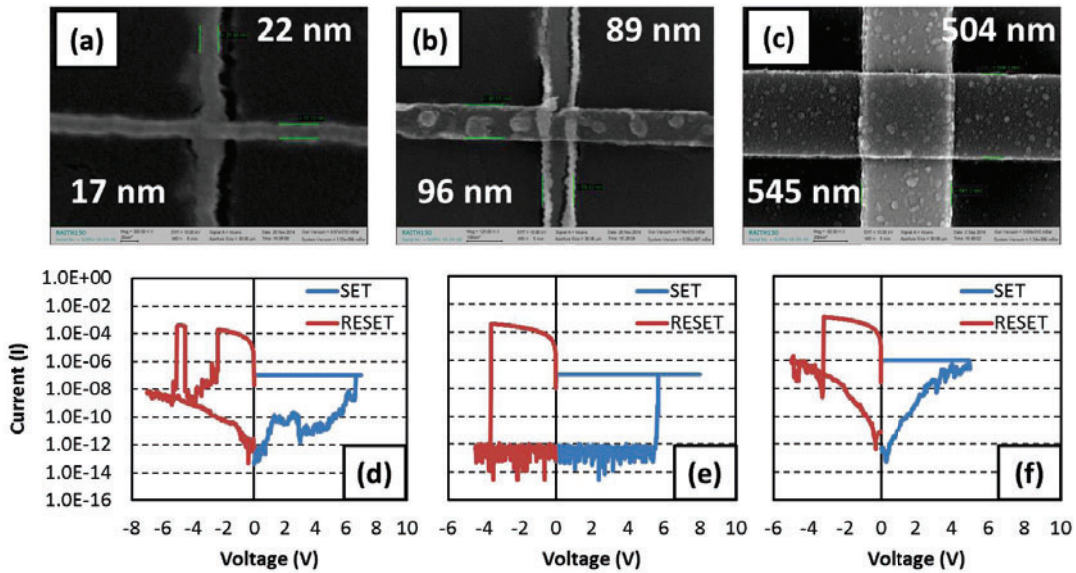 (a)
22 nm
17 nm
RAITH150
(b)
89 nm
96 nm
RAITH150
(c)
504 nm
545 nm
RAITH150
Current (I)
1.0E+00
1.0E-02
1.0E-04
1.0E-06
1.0E-08
1.0E-10
1.0E-12
1.0E-14
1.0E-16
SET
RESET
(d)
-8 -6 -4 -2 0 2 4 6 8 10
Voltage (V)
SET
RESET
(e)
-6 -4 -2 0 2 4 6 8 10
Voltage (V)
SET
RESET
(f)
-6 -4 -2 0 2 4 6 8 10
Voltage (V)